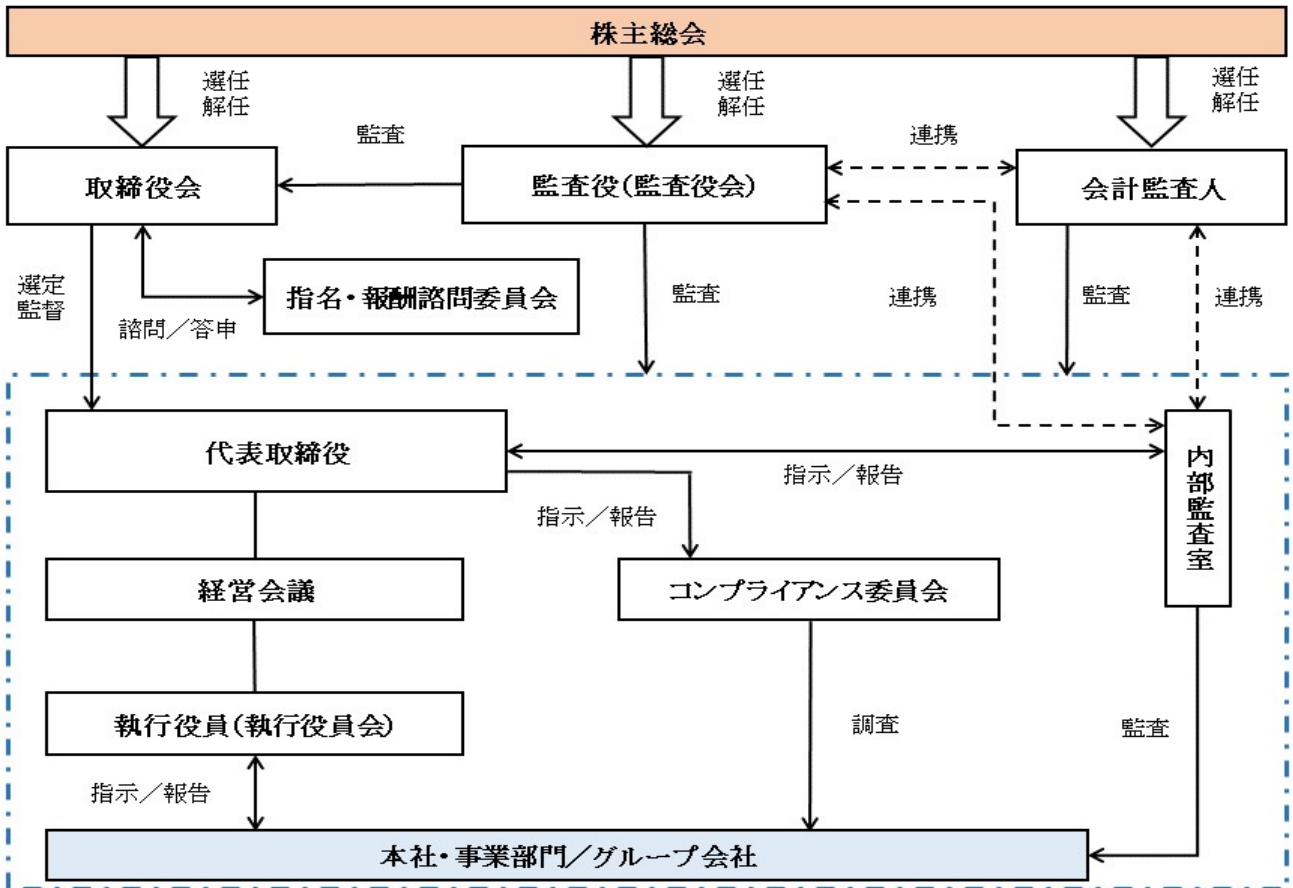 株主総会
選任
解任
選任
解任
選任
解任
監査
連携
取締役会
監査役(監査役会)
会計監査人
選定
監督
諮問／答申
指名・報酬諮問委員会
監査
連携
監査
連携
代表取締役
指示／報告
指示／報告
内部監査室
経営会議
コンプライアンス委員会
執行役員(執行役員会)
調査
監査
指示／報告
本社・事業部門／グループ会社